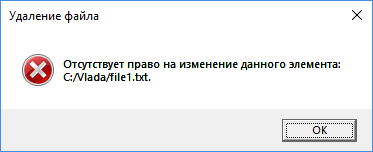 Удаление файла
Отсутствует право на изменение данного элемента:
C:/Vlada/file1.txt.
OK